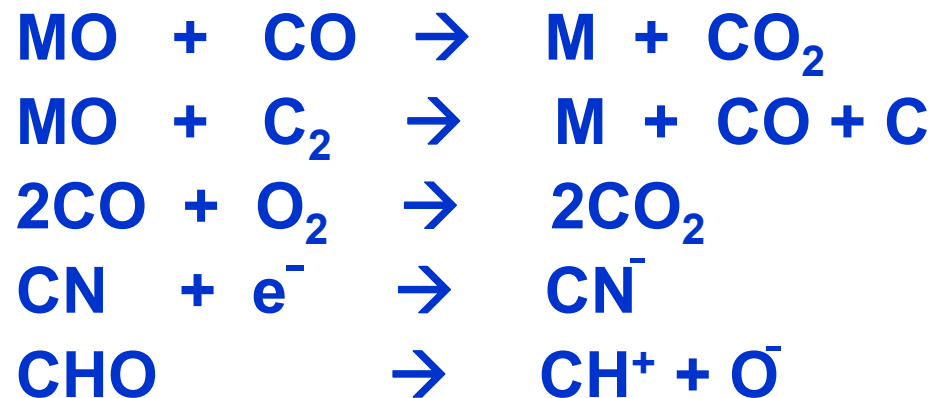 MO + CO → M + CO₂
MO + C₂ → M + CO + C
2CO + O₂ → 2CO₂
CN + e⁻ → CN⁻
CHO → CH⁺ + O⁻